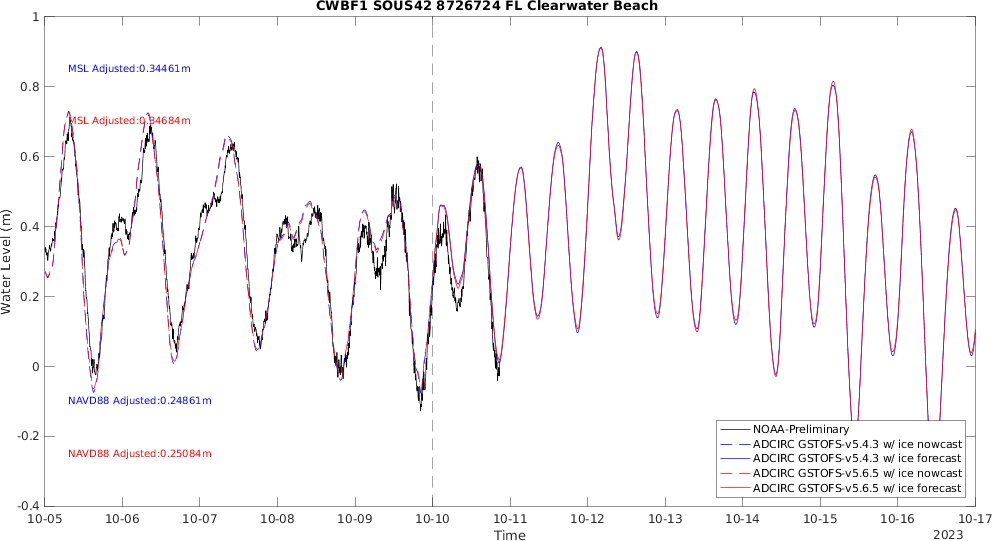 CWBF1 SOUS42 8726724 FL Clearwater Beach
1
0.8
0.6
0.4
0.2
0
-0.2
-0.4
Water Level (m)
MSL Adjusted:0.34461m
MSL Adjusted:0.34684m
NAVD88 Adjusted:0.24861m
NAVD88 Adjusted:0.25084m
NOAA-Preliminary
ADCIRC GSTOFS-v5.4.3 w/ ice nowcast
ADCIRC GSTOFS-v5.4.3 w/ ice forecast
ADCIRC GSTOFS-v5.6.5 w/ ice nowcast
ADCIRC GSTOFS-v5.6.5 w/ ice forecast
10-05 10-06 10-07 10-08 10-09 10-10 10-11 10-12 10-13 10-14 10-15 10-16 10-17
Time
2023